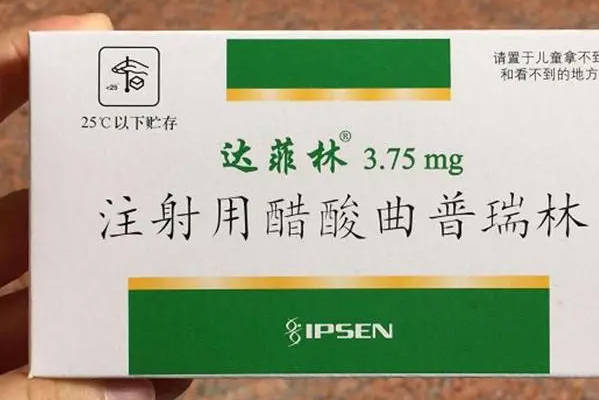 请置于儿童拿不到
和看不到的地方
<25°
25℃以下贮存
达菲林® 3.75 mg
注射用醋酸曲普瑞林
IPSEN